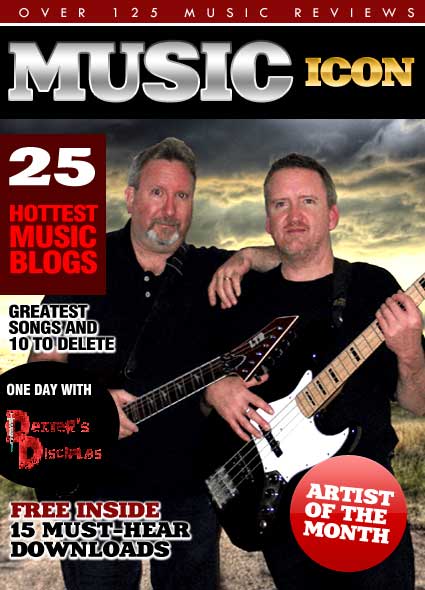 OVER 125 MUSIC REVIEWS
MUSIC ICON
25
HOTTEST
MUSIC
BLOGS
GREATEST
SONGS AND
10 TO DELETE
LTD
ONE DAY WITH
Dexter's
Disciples
FREE INSIDE
15 MUST-HEAR
DOWNLOADS
ARTIST
OF THE
MONTH